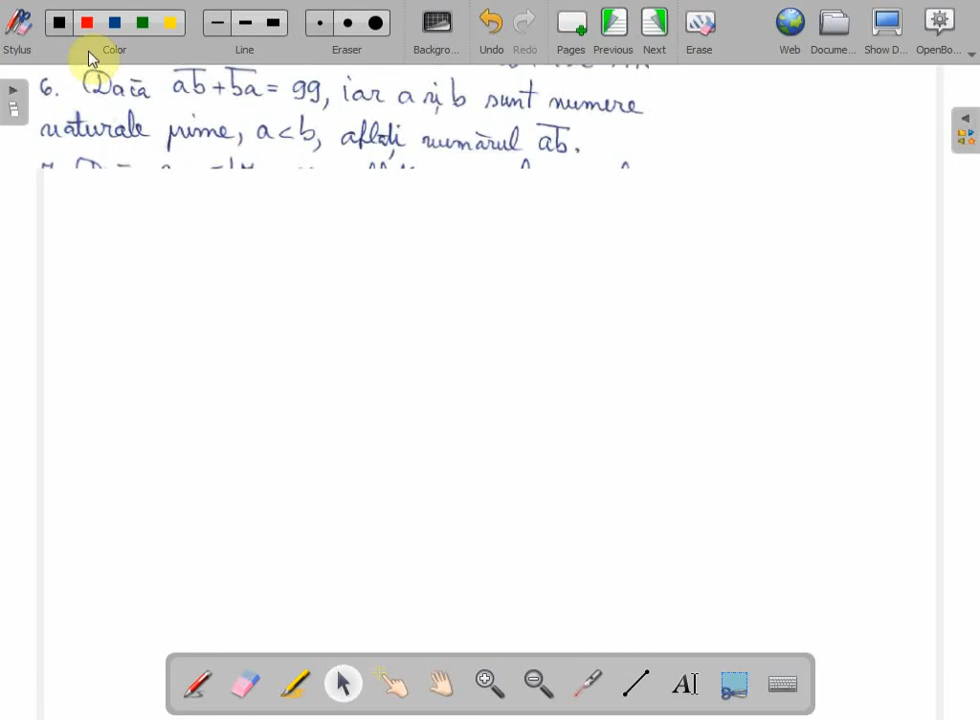 Stylus Color Line Eraser Backgro... Undo Redo Pages Previous Next Erase Web Docume... Show D... OpenBo...
6. Dacă ab + ba = 99, iar a și b sunt numere
naturale prime, a < b, aflați numărul ab.